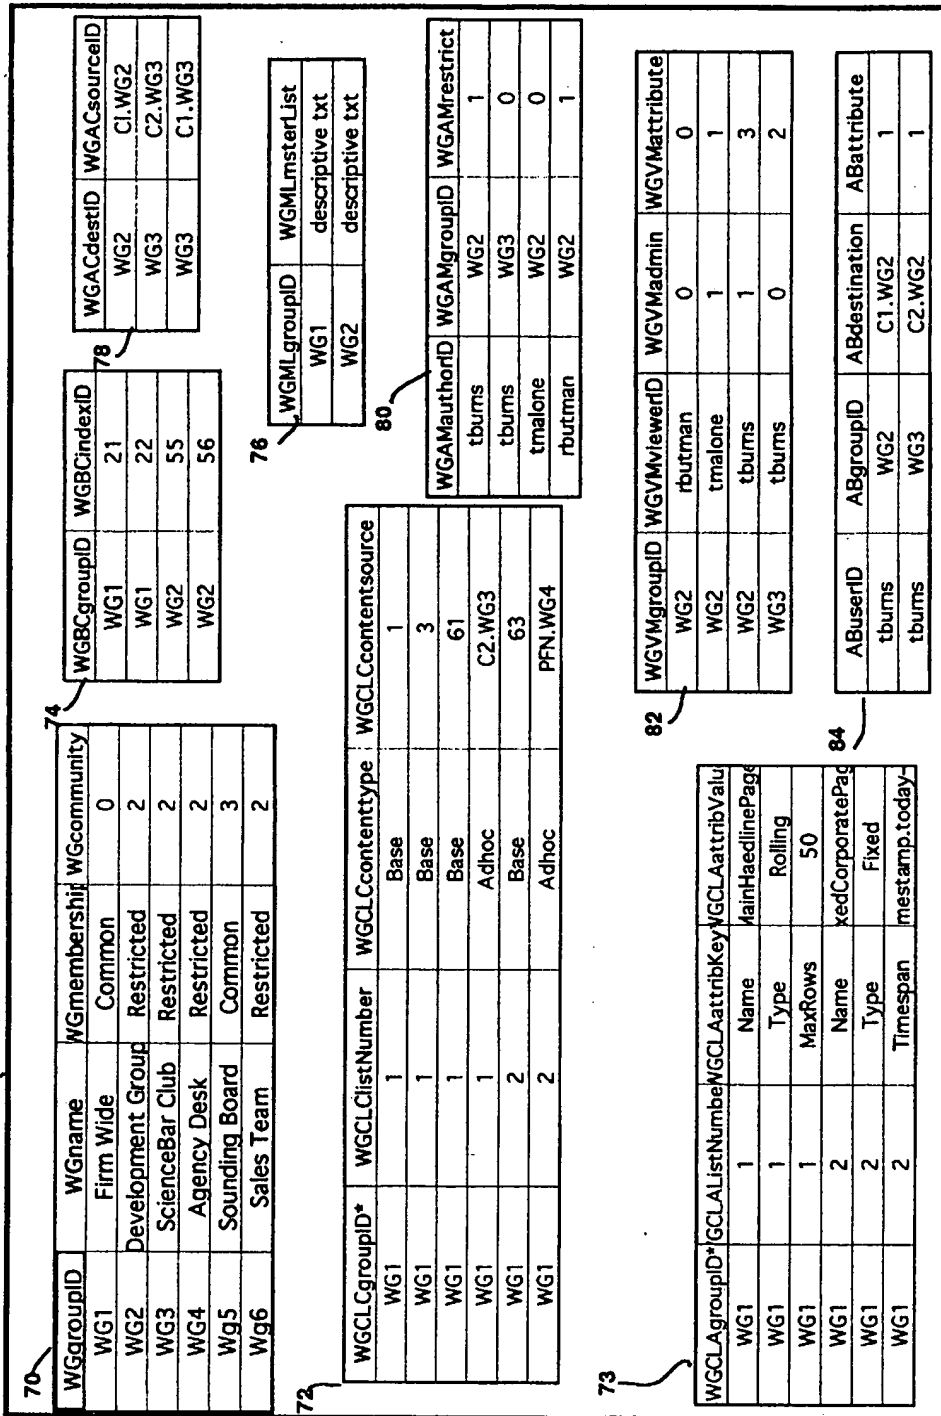 70
WGgroupID WGname WGmembership WGcommunity
WG1 Firm Wide Common 0
WG2 Development Group Restricted 2
WG3 ScienceBar Club Restricted 2
WG4 Agency Desk Restricted 2
Wg5 Sounding Board Common 3
Wg6 Sales Team Restricted 2
74
WGBCgroupID WGBCindexID
WG1 21
WG1 22
WG2 55
WG2 56
78
WGACdestID WGACsourceID
WG2 CI.WG2
WG3 C2.WG3
WG3 C1.WG3
76
WGMLgroupID WGMLmsterList
WG1 descriptive txt
WG2 descriptive txt
72
WGCLCgroupID* WGCLClistNumber WGCLCcontenttype WGCLCcontentsource
WG1 1 Base 1
WG1 1 Base 3
WG1 1 Base 61
WG1 1 Adhoc C2.WG3
WG1 2 Base 63
WG1 2 Adhoc PFN.WG4
80
WGAMauthorID WGAMgroupID WGAMrestrict
tburns WG2 1
tburns WG3 0
tmalone WG2 0
rbutman WG2 1
73
WGCLAgroupID* GCLAListNumbe WGCLAattribKey WGCLAattribValu
WG1 1 Name MainHaedlinePage
WG1 1 Type Rolling
WG1 1 MaxRows 50
WG1 2 Name xedCorporatePag
WG1 2 Type Fixed
WG1 2 Timespan mestamp.today-
82
WGVMgroupID WGVMviewerID WGVMadmin WGVMattribute
WG2 rbutman 0 0
WG2 tmalone 1 1
WG2 tburns 1 3
WG3 tburns 0 2
84
ABuserID ABgroupID ABdestination ABattribute
tburns WG2 C1.WG2 1
tburns WG3 C2.WG2 1